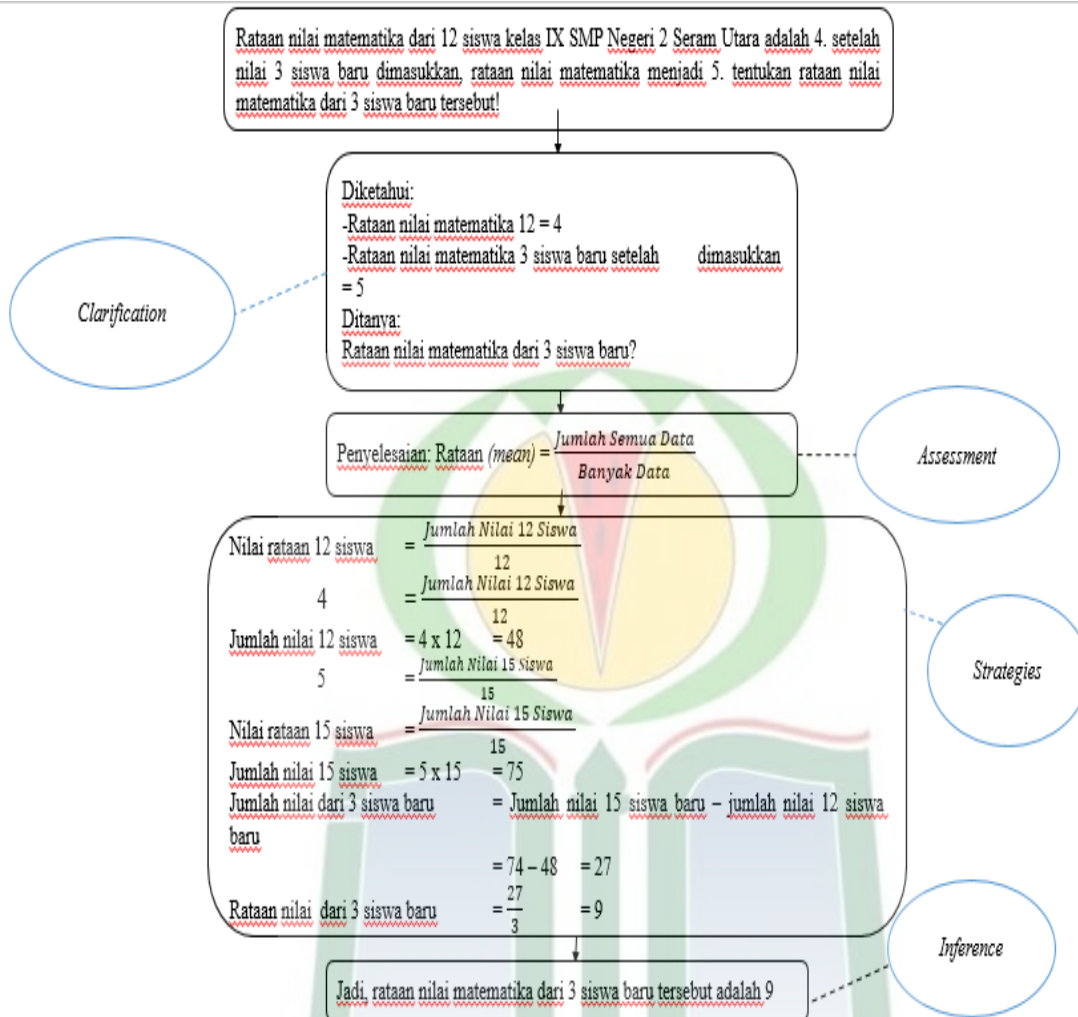 Rataan nilai matematika dari 12 siswa kelas IX SMP Negeri 2 Seram Utara adalah 4. setelah
nilai 3 siswa baru dimasukkan, rataan nilai matematika menjadi 5. tentukan rataan nilai
matematika dari 3 siswa baru tersebut!
Diketahui:
-Rataan nilai matematika 12 = 4
-Rataan nilai matematika 3 siswa baru setelah dimasukkan
= 5
Ditanya:
Rataan nilai matematika dari 3 siswa baru?
Clarification
Penyelesaian: Rataan (mean) = Jumlah Semua Data
Banyak Data
Assessment
Nilai rataan 12 siswa = Jumlah Nilai 12 Siswa
12
4 = Jumlah Nilai 12 Siswa
12
Jumlah nilai 12 siswa = 4 x 12 = 48
5 = Jumlah Nilai 15 Siswa
15
Nilai rataan 15 siswa = Jumlah Nilai 15 Siswa
15
Jumlah nilai 15 siswa = 5 x 15 = 75
Jumlah nilai dari 3 siswa baru = Jumlah nilai 15 siswa baru – jumlah nilai 12 siswa
baru
= 74 – 48 = 27
Rataan nilai dari 3 siswa baru = 27
3
= 9
Strategies
Jadi, rataan nilai matematika dari 3 siswa baru tersebut adalah 9
Inference